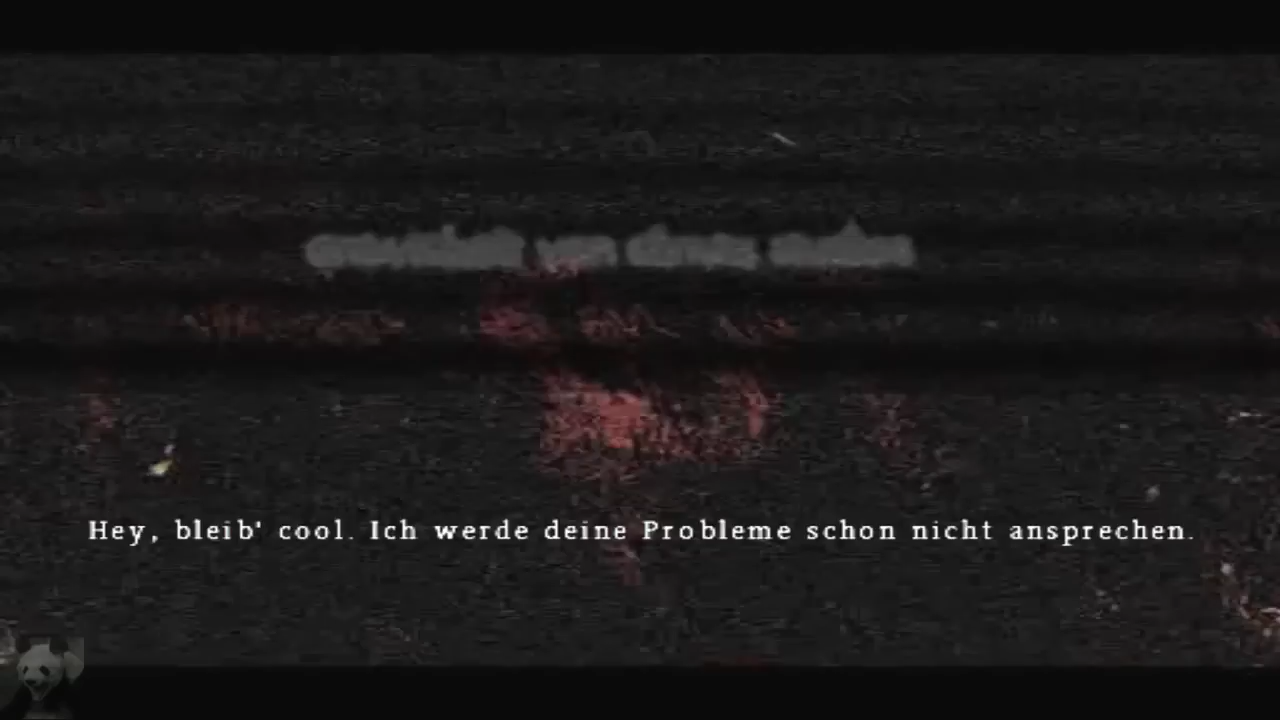 Hey, bleib' cool. Ich werde deine Probleme schon nicht ansprechen.